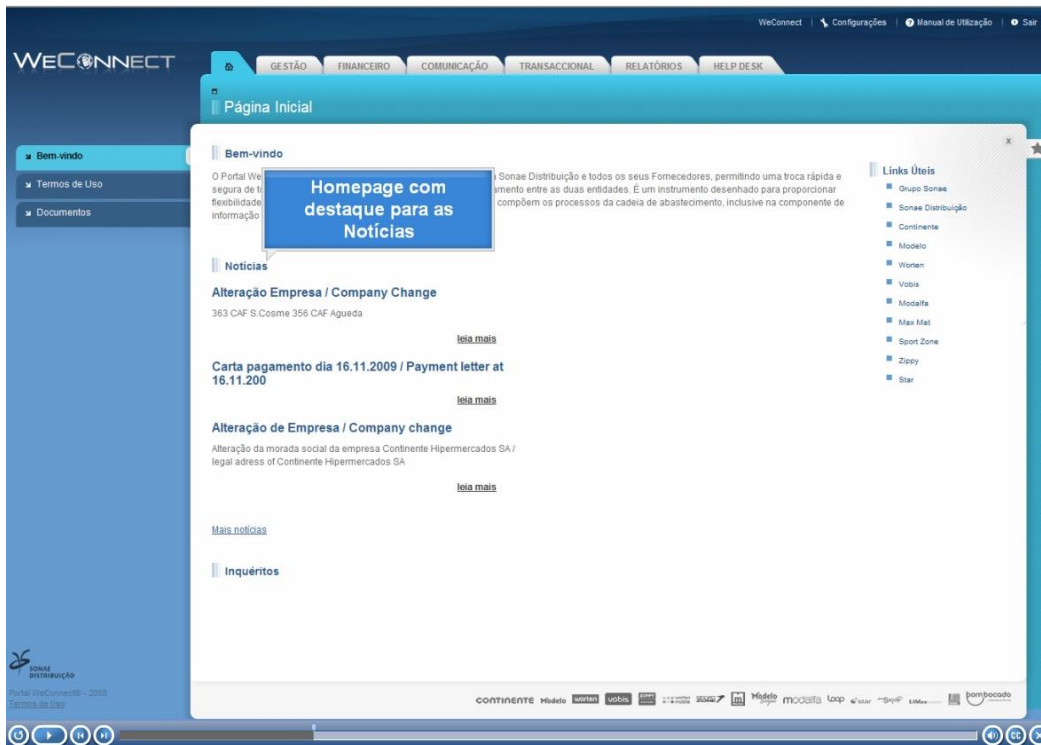 WeConnect | Configurações | Manual de Utilização | Sair
WECONNECT
GESTÃO FINANCEIRO COMUNICAÇÃO TRANSACCIONAL RELATÓRIOS HELP DESK
Página Inicial
Bem-vindo
Termos de Uso
Documentos
Bem-vindo
O Portal We Sonae Distribuição e todos os seus Fornecedores, permitindo uma troca rápida e
segura de t amento entre as duas entidades. É um instrumento desenhado para proporcionar
flexibilidade compõem os processos da cadeia de abastecimento, inclusive na componente de
informação
Homepage com
destaque para as
Notícias
Notícias
Alteração Empresa / Company Change
363 CAF S.Cosme 356 CAF Agueda
leia mais
Carta pagamento dia 16.11.2009 / Payment letter at
16.11.200
leia mais
Alteração de Empresa / Company change
Alteração da morada social da empresa Continente Hipermercados SA /
legal adress of Continente Hipermercados SA
leia mais
Mais notícias
Inquéritos
Links Úteis
Grupo Sonae
Sonae Distribuição
Continente
Modelo
Worten
Vobis
Modalfa
Max Mat
Sport Zone
Zippy
Star
SONAE
DISTRIBUIÇÃO
Portal WeConnect® - 2008
Termos de Uso
CONTINENTE Modelo worten vobis modalfa loop star bombocado
CC